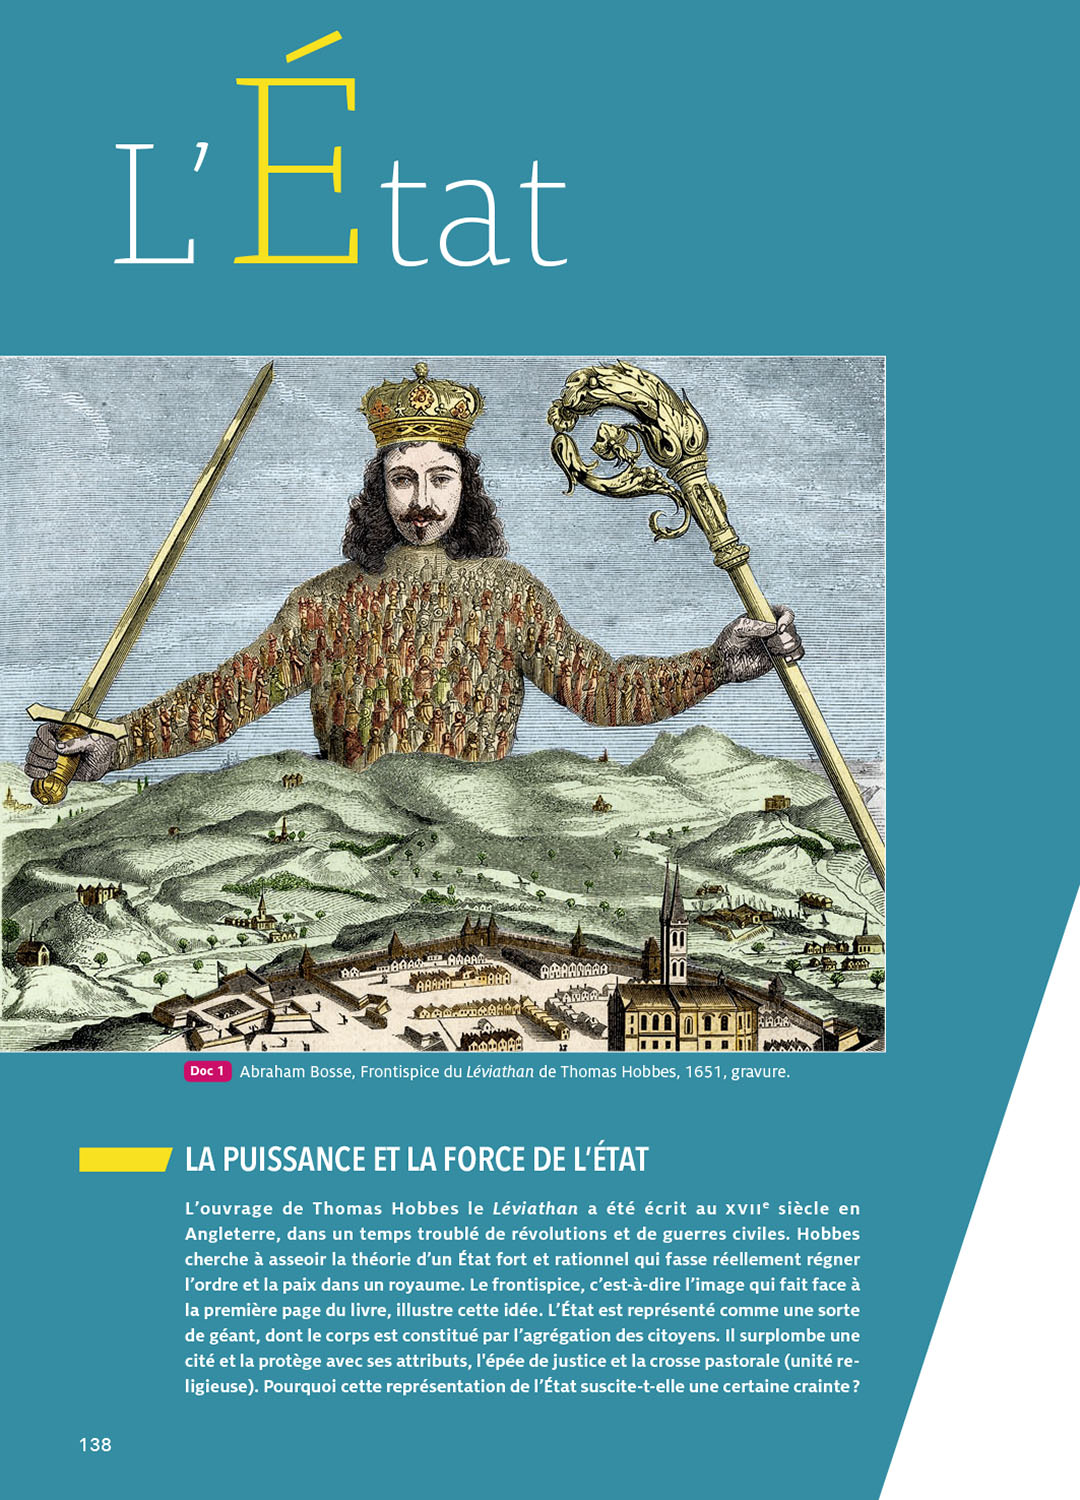 L'État
Doc 1 Abraham Bosse, Frontispice du Léviathan de Thomas Hobbes, 1651, gravure.
LA PUISSANCE ET LA FORCE DE L'ÉTAT
L'ouvrage de Thomas Hobbes le Léviathan a été écrit au XVIIe siècle en
Angleterre, dans un temps troublé de révolutions et de guerres civiles. Hobbes
cherche à asseoir la théorie d'un État fort et rationnel qui fasse réellement régner
l'ordre et la paix dans un royaume. Le frontispice, c'est-à-dire l'image qui fait face à
la première page du livre, illustre cette idée. L'État est représenté comme une sorte
de géant, dont le corps est constitué par l'agrégation des citoyens. Il surplombe une
cité et la protège avec ses attributs, l'épée de justice et la crosse pastorale (unité re-
ligieuse). Pourquoi cette représentation de l'État suscite-t-elle une certaine crainte ?
138